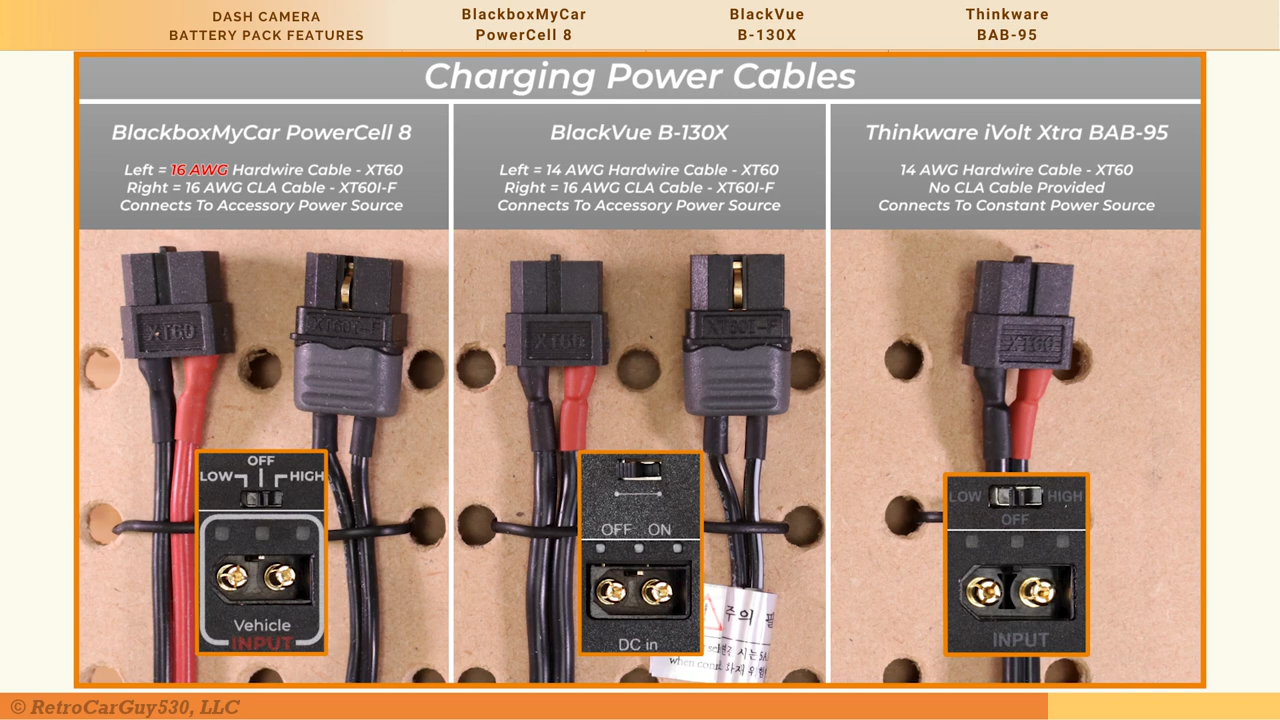 DASH CAMERA
BATTERY PACK FEATURES
BlackboxMyCar
PowerCell 8
BlackVue
B-130X
Thinkware
BAB-95
Charging Power Cables
BlackboxMyCar PowerCell 8
Left = 16 AWG Hardwire Cable - XT60
Right = 16 AWG CLA Cable - XT60I-F
Connects To Accessory Power Source
BlackVue B-130X
Left = 14 AWG Hardwire Cable - XT60
Right = 16 AWG CLA Cable - XT60I-F
Connects To Accessory Power Source
Thinkware iVolt Xtra BAB-95
14 AWG Hardwire Cable - XT60
No CLA Cable Provided
Connects To Constant Power Source
XT60
XT60I-F
XT60
XT60I-F
XT60
OFF
LOW HIGH
Vehicle
INPUT
OFF ON
DC in
주의
시는
when
LOW HIGH
OFF
INPUT
© RetroCarGuy530, LLC